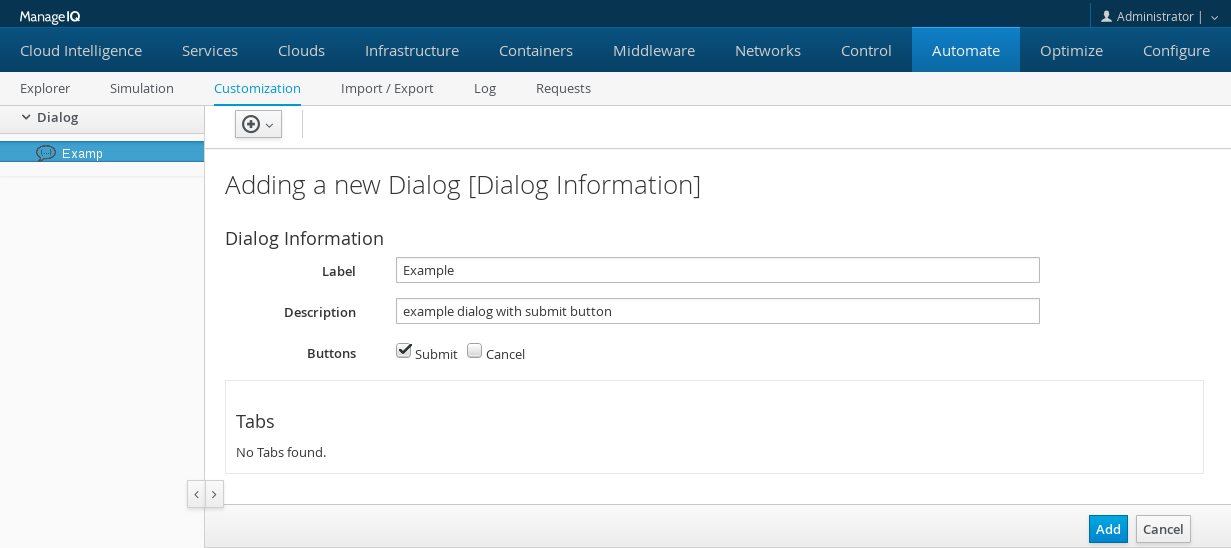 ManageIQ
Administrator |
Cloud Intelligence Services Clouds Infrastructure Containers Middleware Networks Control Automate Optimize Configure
Explorer Simulation Customization Import / Export Log Requests
Dialog
Examp
Adding a new Dialog [Dialog Information]
Dialog Information
Label Example
Description example dialog with submit button
Buttons Submit Cancel
Tabs
No Tabs found.
Add Cancel